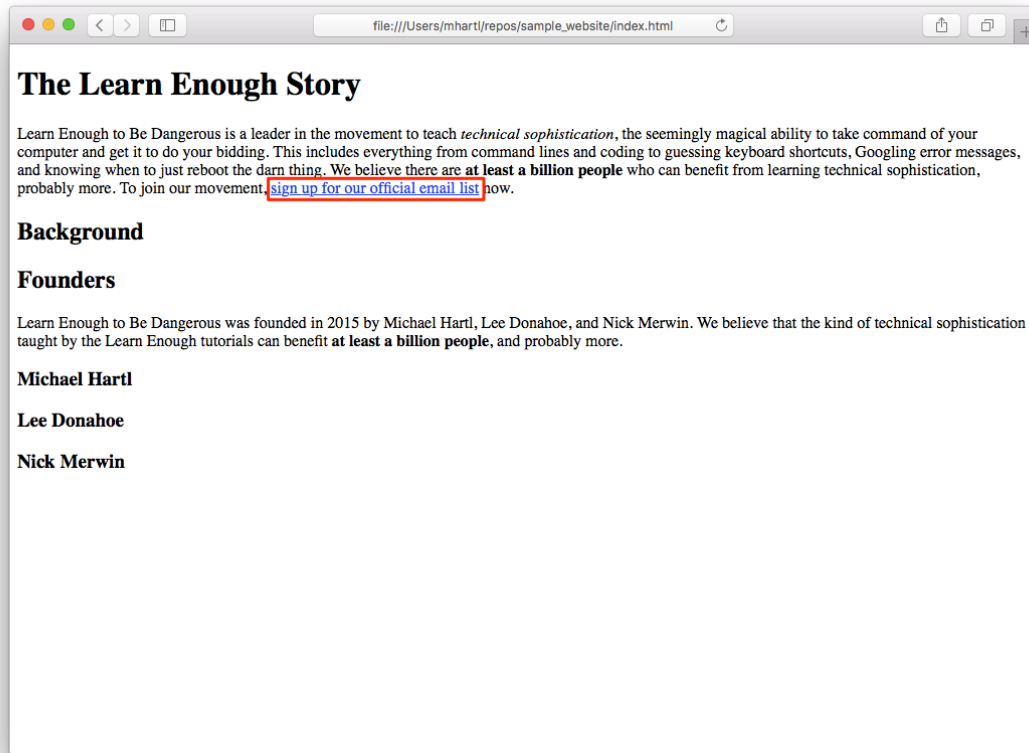 file:///Users/mhartl/repos/sample_website/index.html
The Learn Enough Story
Learn Enough to Be Dangerous is a leader in the movement to teach technical sophistication, the seemingly magical ability to take command of your
computer and get it to do your bidding. This includes everything from command lines and coding to guessing keyboard shortcuts, Googling error messages,
and knowing when to just reboot the darn thing. We believe there are at least a billion people who can benefit from learning technical sophistication,
probably more. To join our movement, sign up for our official email list now.
Background
Founders
Learn Enough to Be Dangerous was founded in 2015 by Michael Hartl, Lee Donahoe, and Nick Merwin. We believe that the kind of technical sophistication
taught by the Learn Enough tutorials can benefit at least a billion people, and probably more.
Michael Hartl
Lee Donahoe
Nick Merwin